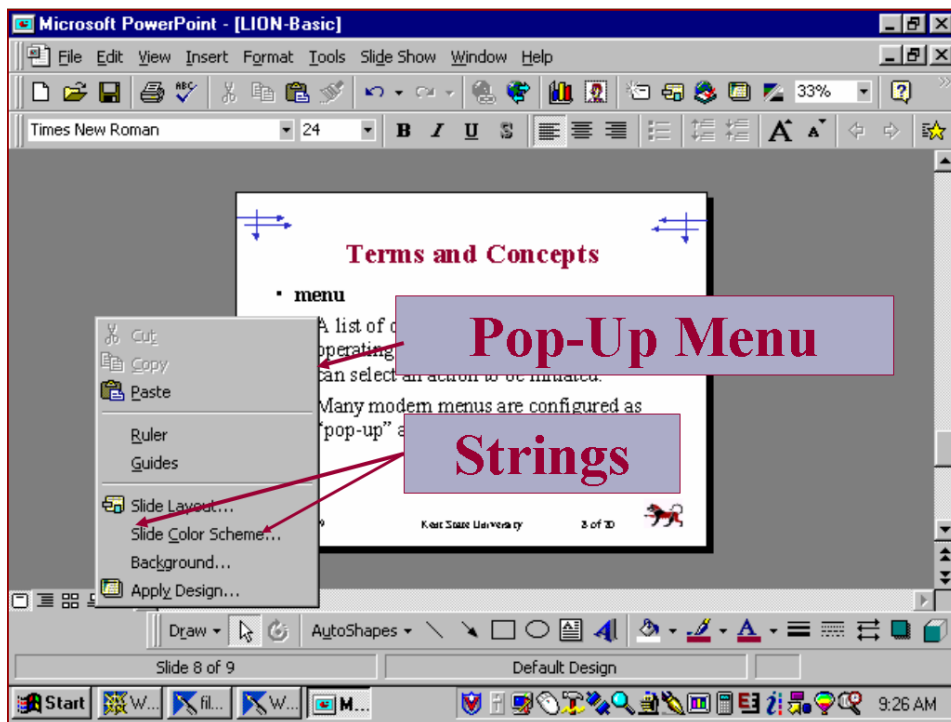 Microsoft PowerPoint - [LION-Basic]
File Edit View Insert Format Tools Slide Show Window Help
ABC 33%
Times New Roman 24 B I U S A A
Terms and Concepts
menu
A list of
operating
can select an action to be initiated.
Many modern menus are configured as
"pop-up"
Kent State University 8 of 20
Pop-Up Menu
Strings
Cut
Copy
Paste
Ruler
Guides
Slide Layout...
Slide Color Scheme...
Background...
Apply Design...
Draw AutoShapes
Slide 8 of 9 Default Design
Start W... fil... W... M... 9:26 AM